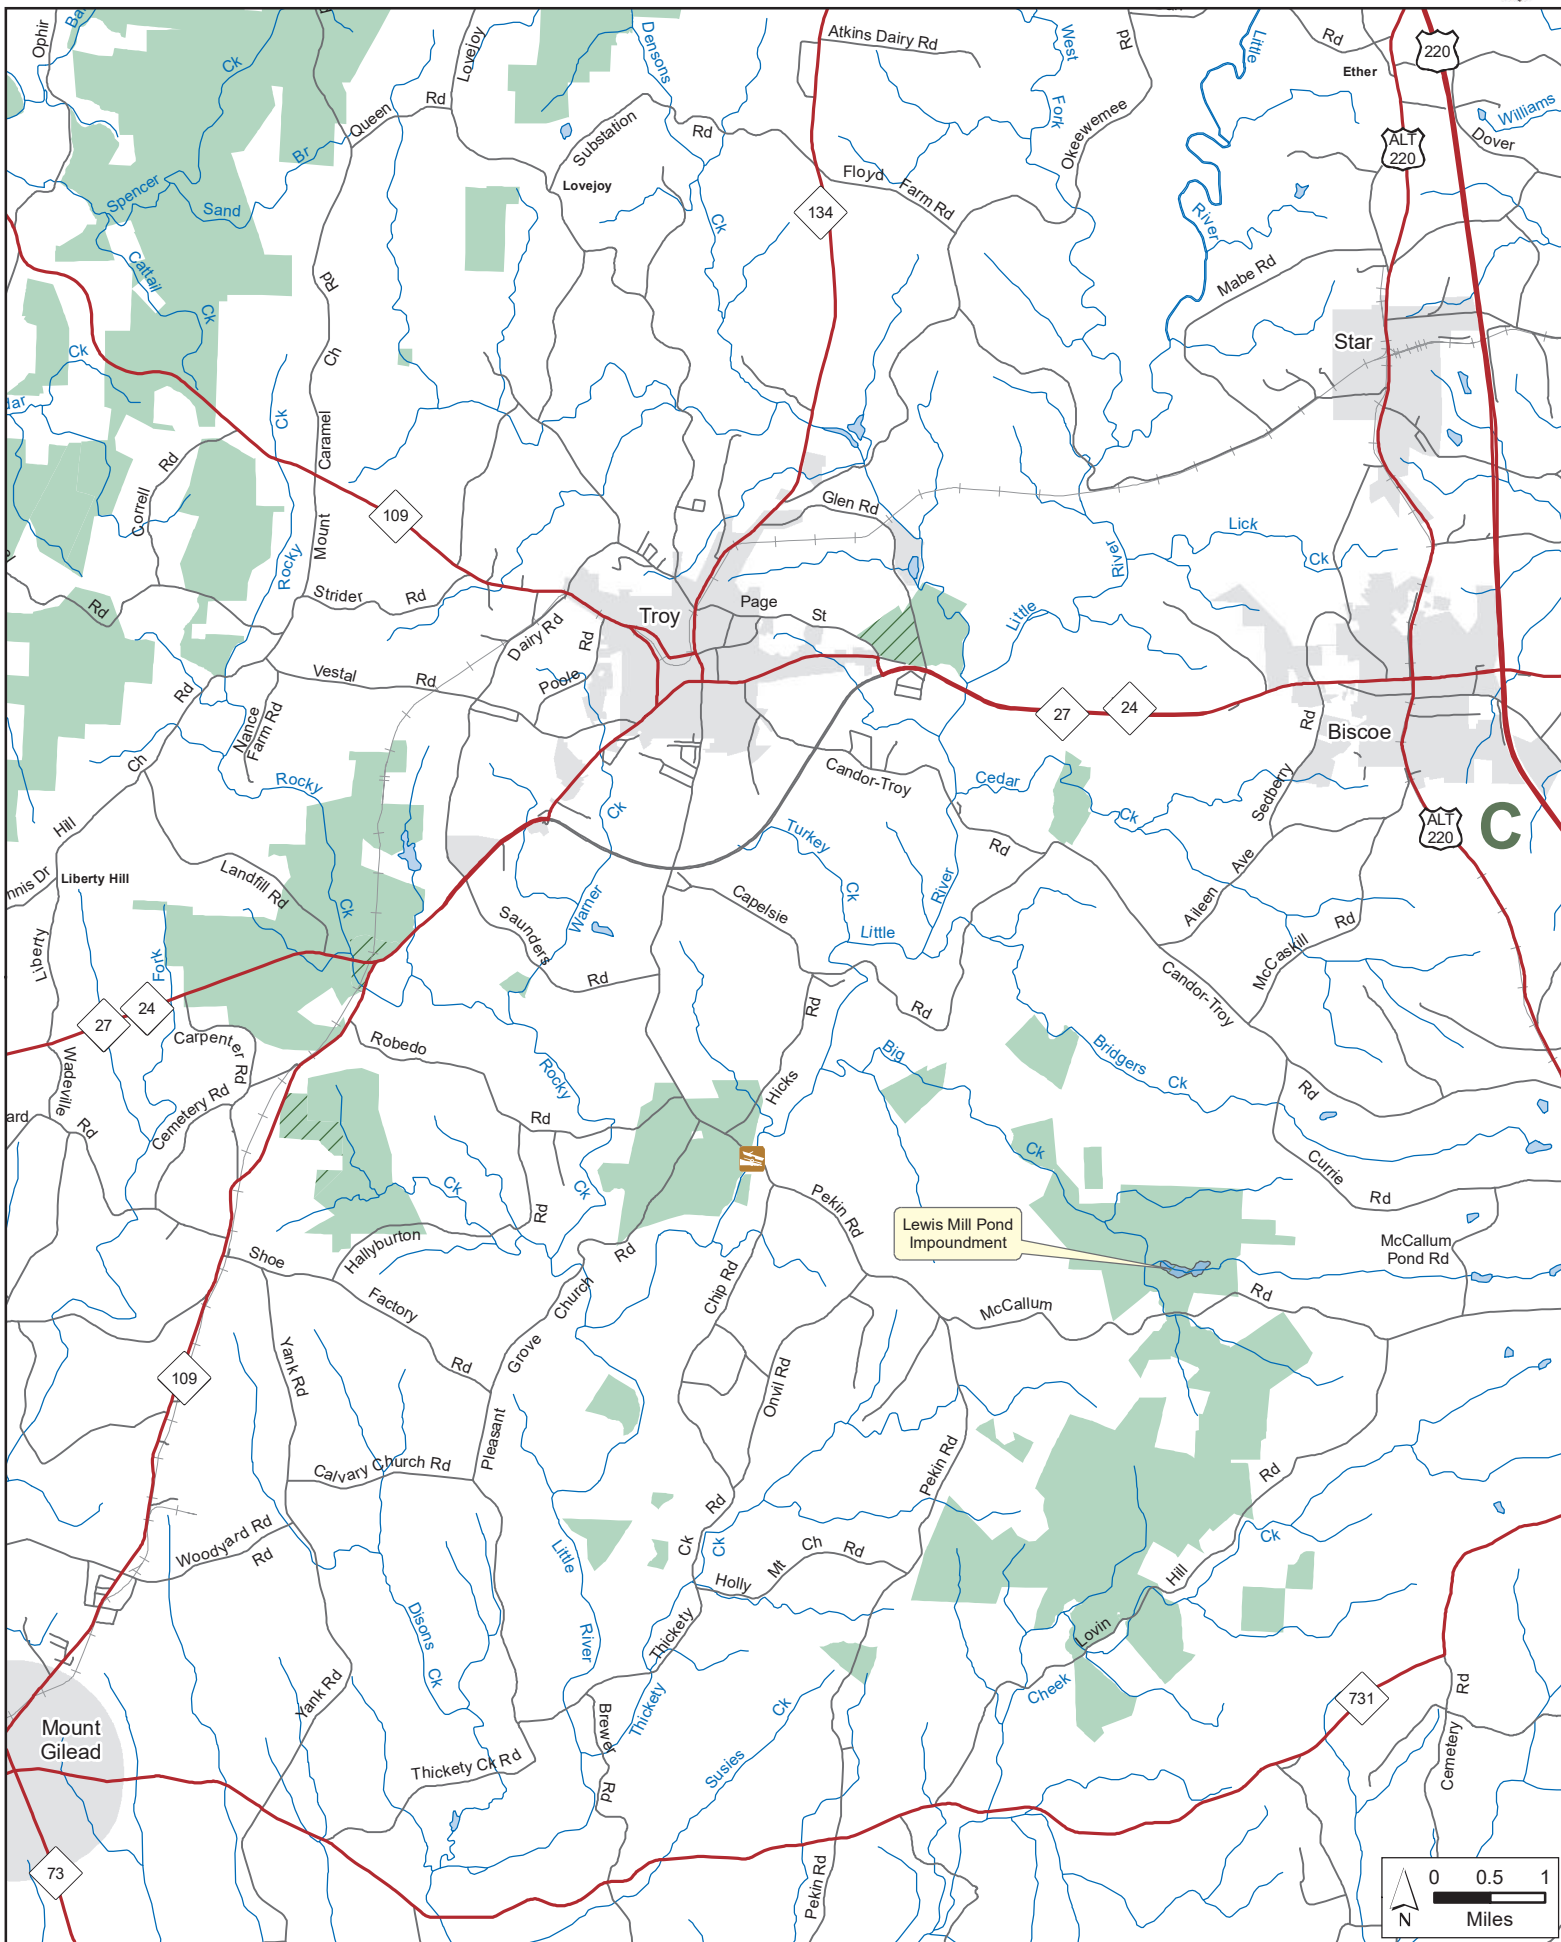 Ophir
Ck
Lovejoy
Densons
Atkins Dairy Rd
West
Fork
Rd
Little
Rd
220
Ether
Williams
Dover
ALT
220
Queen
Rd
Br
Spencer
Sand
Substation
Rd
Lovejoy
Floyd
Farm Rd
Okeewemee
River
134
Ck
Cattail
Ck
Rd
Mabe Rd
Star
Ck
Ch
Ck
Caramel
Rd
Correll
Mount
109
Glen Rd
River
Lick
Ck
Rocky
Rd
Strider
Rd
Troy
Page
St
Little
Dairy Rd
Rd
Poole
Vestal
Rd
Rd
Nance
Farm Rd
27
24
Rd
Biscoe
Ch
Rocky
Candor-Troy
Cedar
Ck
Sedberry
ALT
220
C
Hill
Ck
Turkey
Ck
Rd
nnis Dr
Liberty Hill
Landfill Rd
Ck
River
Aileen
Ave
Capelsie
Saunders
Warner
Little
McCaskill
Rd
Liberty
Fork
Rd
Rd
Rd
Candor-Troy
27
24
Carpenter Rd
Robedo
Big
Bridgers
Ck
Wadeville
Rocky
Hicks
Rd
ard
Rd
Cemetery Rd
Rd
Ck
Currie
Rd
Ck
Ck
Rd
Pekin Rd
Lewis Mill Pond
Impoundment
McCallum
Pond Rd
Shoe
Hallyburton
Rd
Church
Chip Rd
Factory
McCallum
Rd
Yank Rd
Rd
Grove
109
Onvil Rd
Pleasant
Calvary Church Rd
Pekin Rd
Rd
Rd
Woodyard Rd
Rd
Little
Ck
Ck
Mt
Ch
Rd
Ck
Holly
Hill
Disons
River
Thickety
Lovin
Ck
Yank Rd
Thickety
Ck
Cheek
731
Rd
Mount
Gilead
Brewer
Thickety Ck Rd
Rd
Susies
Cemetery
73
Pekin Rd
0 0.5 1
N
Miles